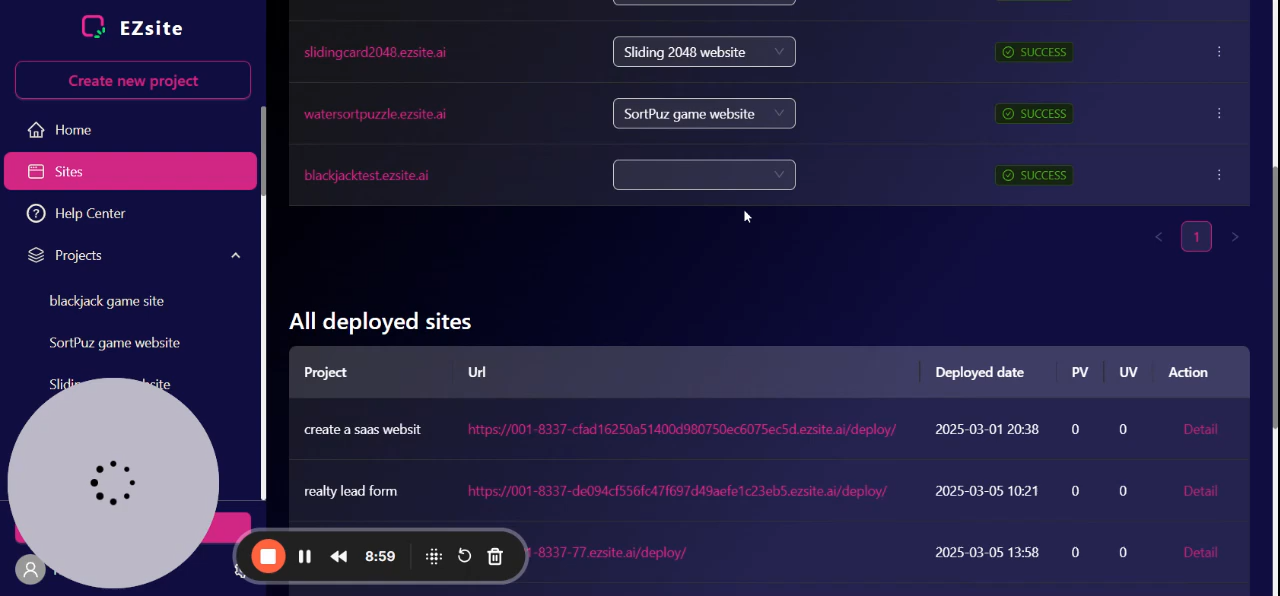 EZsite
Create new project
Home
Sites
Help Center
Projects
blackjack game site
SortPuz game website
slidingcard2048.ezsite.ai Sliding 2048 website SUCCESS
watersortpuzzle.ezsite.ai SortPuz game website SUCCESS
blackjacktest.ezsite.ai SUCCESS
1
All deployed sites
Project Url Deployed date PV UV Action
create a saas websit https://001-8337-cfad16250a51400d980750ec6075ec5d.ezsite.ai/deploy/ 2025-03-01 20:38 0 0 Detail
realty lead form https://001-8337-de094cf556fc47f697d49aefe1c23eb5.ezsite.ai/deploy/ 2025-03-05 10:21 0 0 Detail
-8337-77.ezsite.ai/deploy/ 2025-03-05 13:58 0 0 Detail
8:59